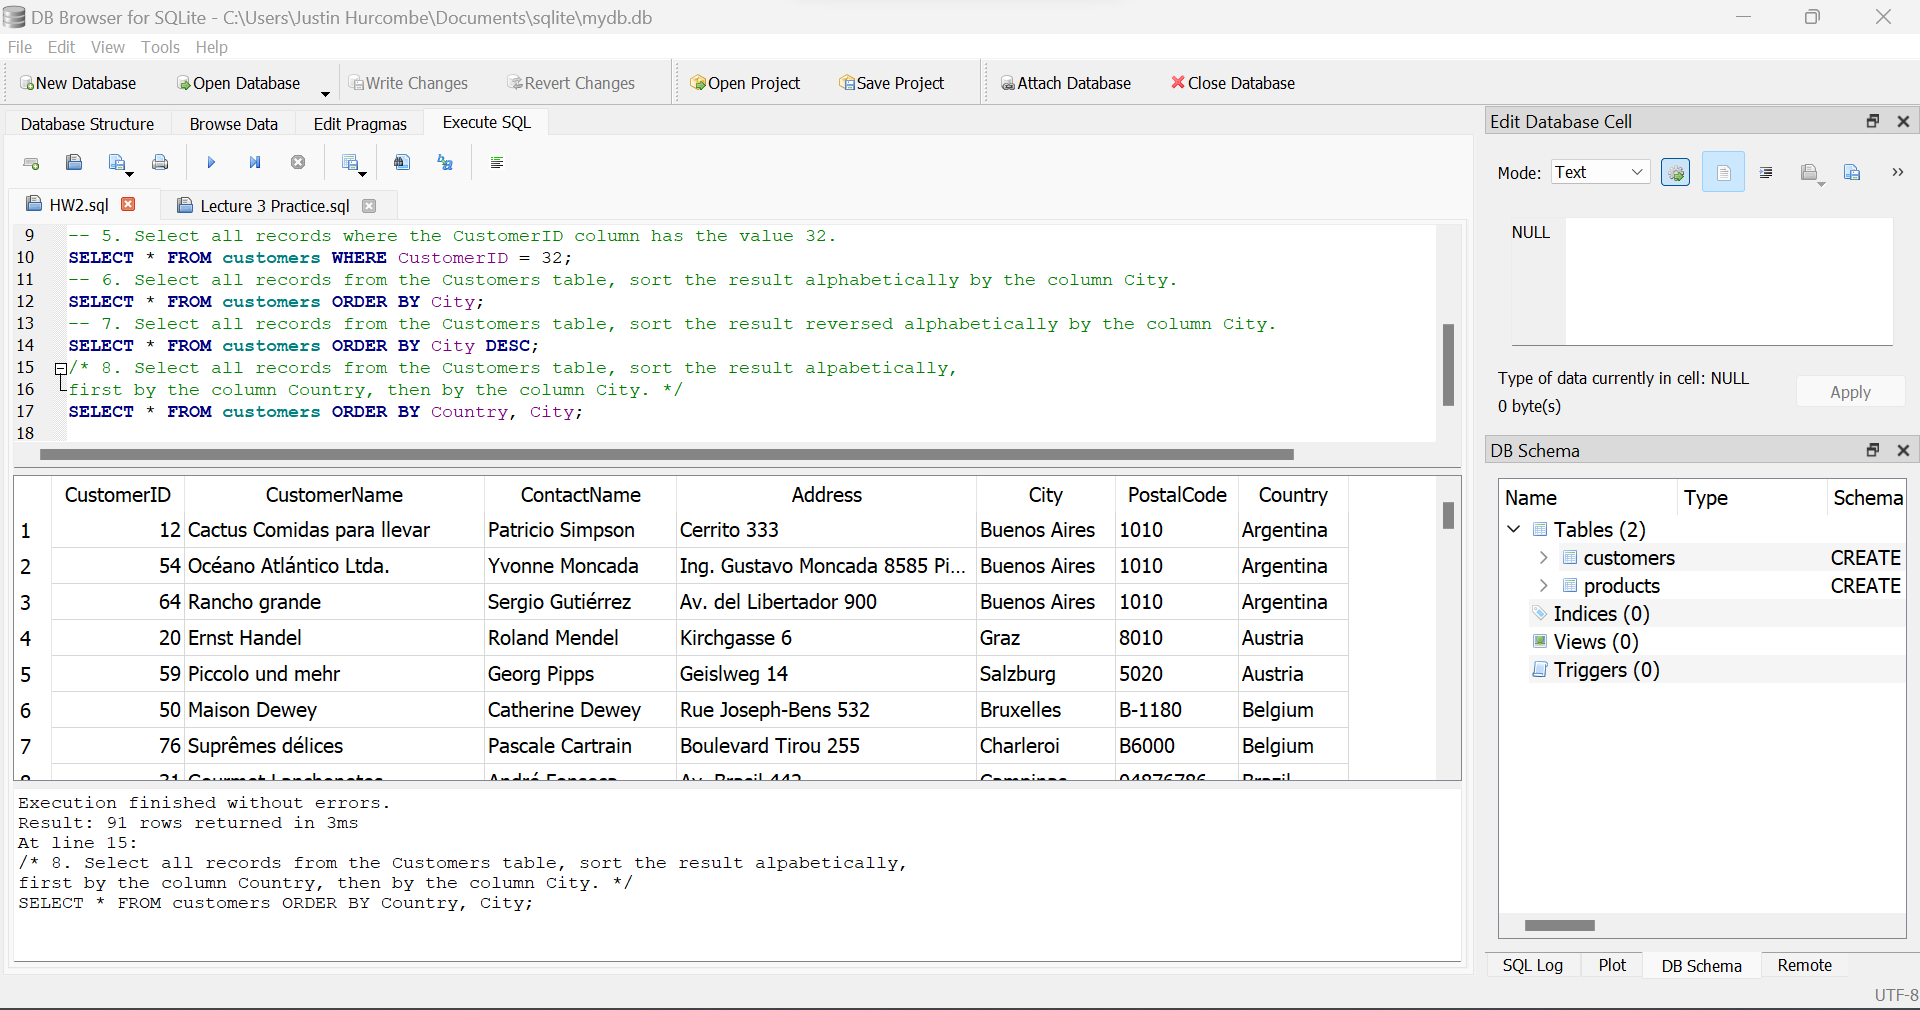 DB Browser for SQLite - C:\Users\Justin Hurcombe\Documents\sqlite\mydb.db
File Edit View Tools Help
New Database Open Database Write Changes Revert Changes Open Project Save Project Attach Database Close Database
Database Structure Browse Data Edit Pragmas Execute SQL
HW2.sql Lecture 3 Practice.sql
9 -- 5. Select all records where the CustomerID column has the value 32.
10 SELECT * FROM customers WHERE CustomerID = 32;
11 -- 6. Select all records from the Customers table, sort the result alphabetically by the column City.
12 SELECT * FROM customers ORDER BY City;
13 -- 7. Select all records from the Customers table, sort the result reversed alphabetically by the column City.
14 SELECT * FROM customers ORDER BY City DESC;
15 /* 8. Select all records from the Customers table, sort the result alpabetically,
16 first by the column Country, then by the column City. */
17 SELECT * FROM customers ORDER BY Country, City;
18
CustomerID CustomerName ContactName Address City PostalCode Country
1 12 Cactus Comidas para llevar Patricio Simpson Cerrito 333 Buenos Aires 1010 Argentina
2 54 Océano Atlántico Ltda. Yvonne Moncada Ing. Gustavo Moncada 8585 Pi... Buenos Aires 1010 Argentina
3 64 Rancho grande Sergio Gutiérrez Av. del Libertador 900 Buenos Aires 1010 Argentina
4 20 Ernst Handel Roland Mendel Kirchgasse 6 Graz 8010 Austria
5 59 Piccolo und mehr Georg Pipps Geislweg 14 Salzburg 5020 Austria
6 50 Maison Dewey Catherine Dewey Rue Joseph-Bens 532 Bruxelles B-1180 Belgium
7 76 Suprêmes délices Pascale Cartrain Boulevard Tirou 255 Charleroi B6000 Belgium
Execution finished without errors.
Result: 91 rows returned in 3ms
At line 15:
/* 8. Select all records from the Customers table, sort the result alpabetically,
first by the column Country, then by the column City. */
SELECT * FROM customers ORDER BY Country, City;
Edit Database Cell
Mode: Text
NULL
Type of data currently in cell: NULL
0 byte(s)
Apply
DB Schema
Name Type Schema
Tables (2)
customers CREATE
products CREATE
Indices (0)
Views (0)
Triggers (0)
SQL Log Plot DB Schema Remote
UTF-8